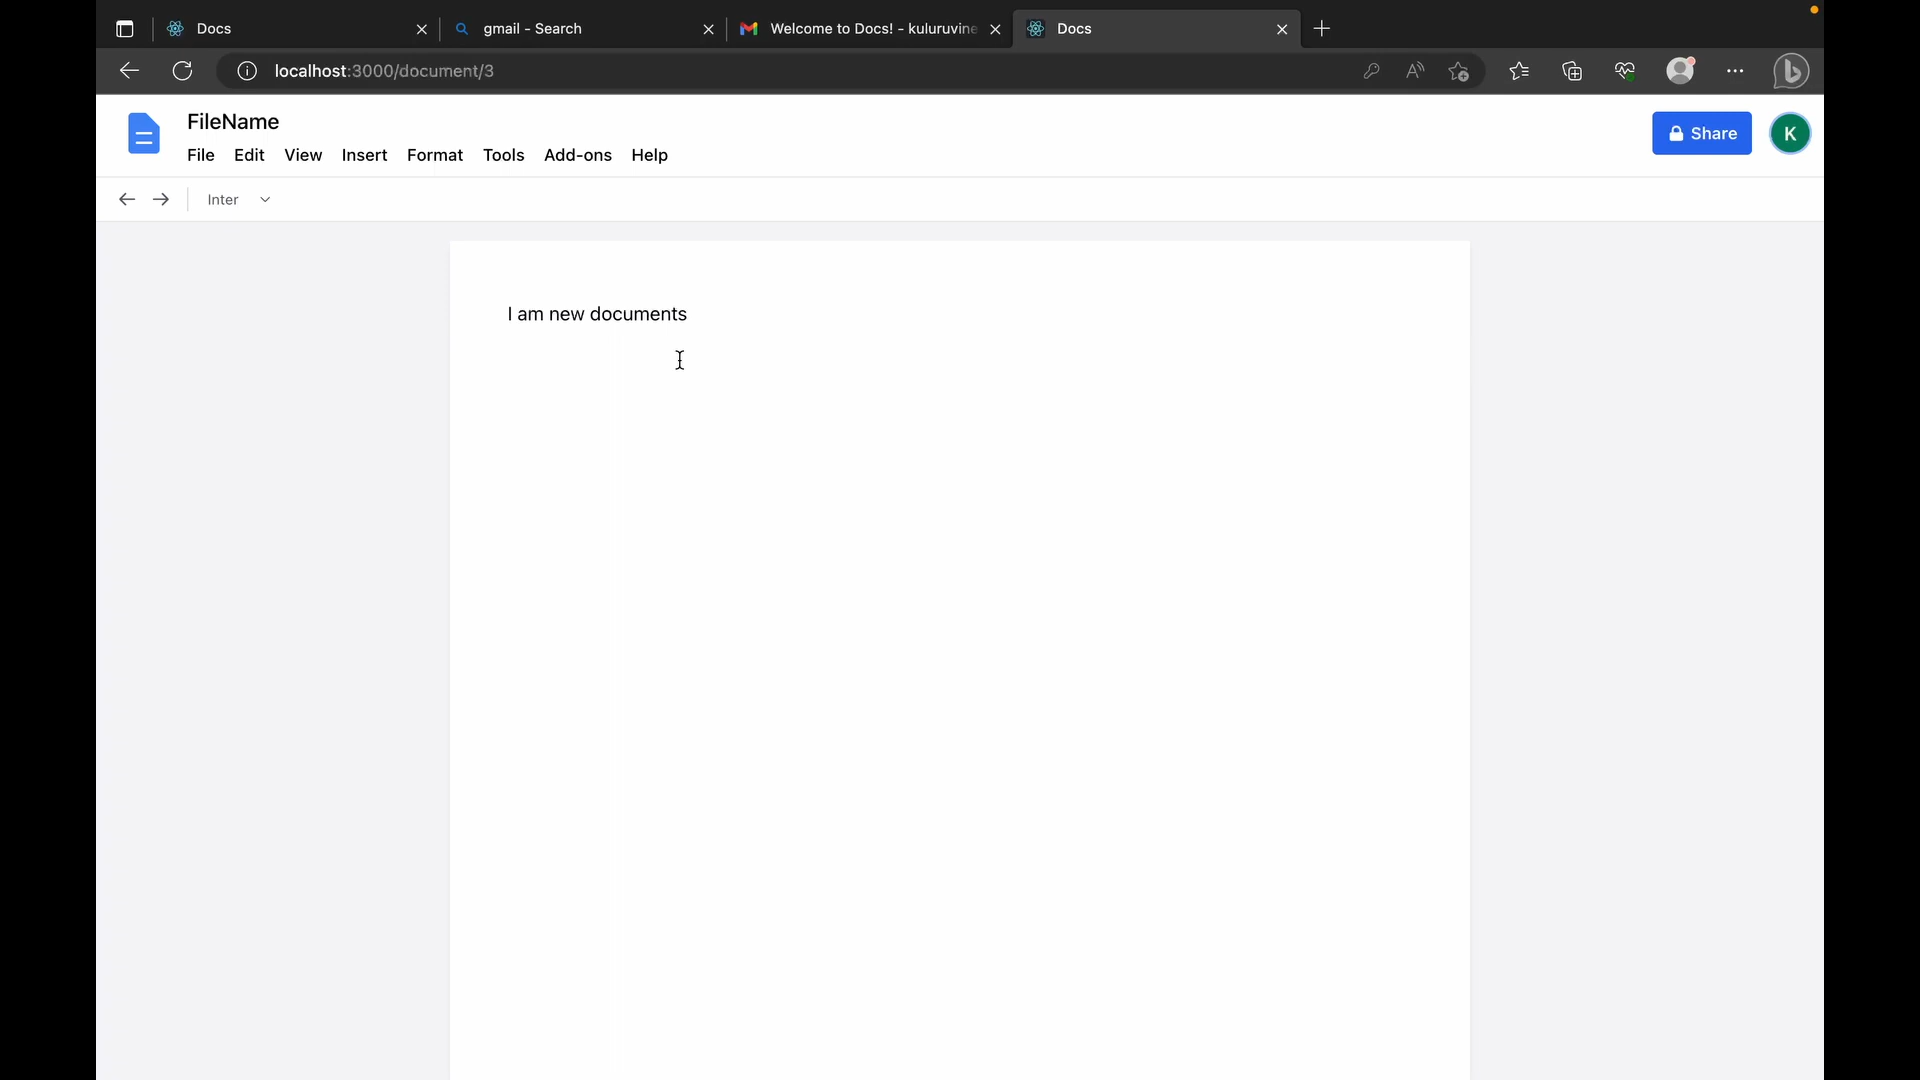 Docs
gmail - Search
Welcome to Docs! - kuluruvine
Docs
localhost:3000/document/3
FileName
File Edit View Insert Format Tools Add-ons Help
Share
K
Inter
I am new documents